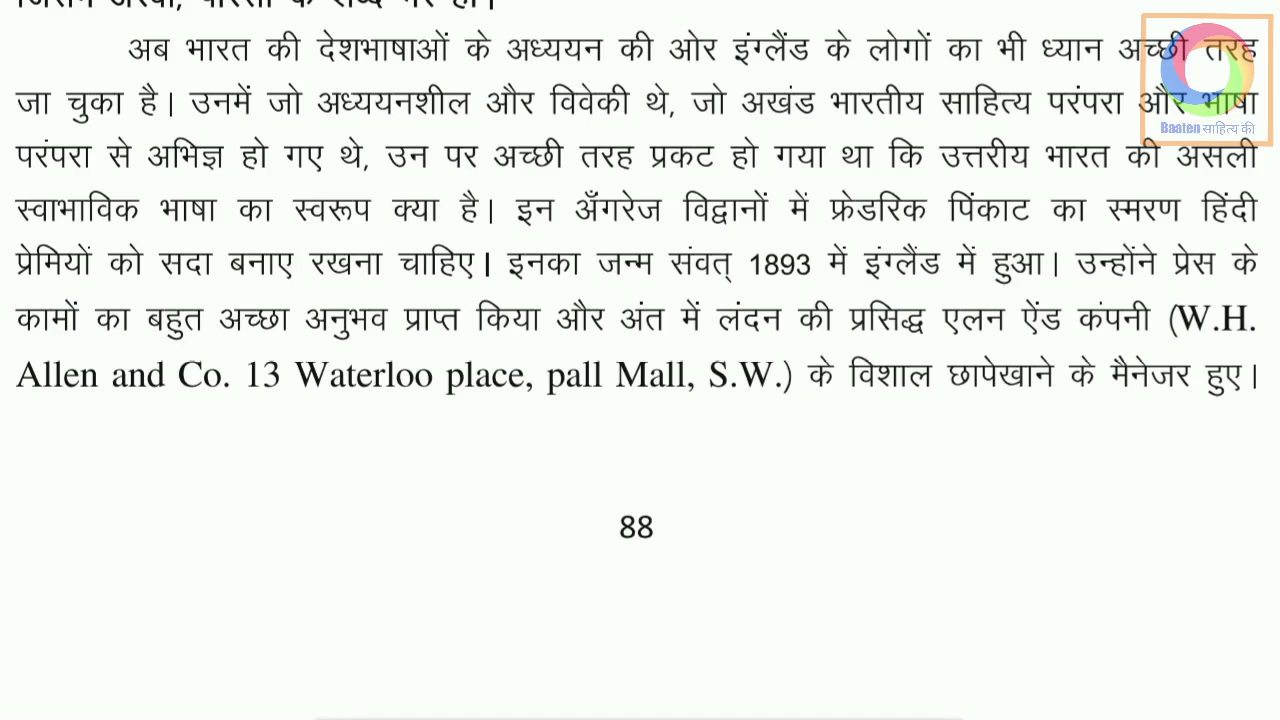 अब भारत की देशभाषाओं के अध्ययन की ओर इंग्लैंड के लोगों का भी ध्यान अच्छी तरह
जा चुका है। उनमें जो अध्ययनशील और विवेकी थे, जो अखंड भारतीय साहित्य परंपरा और भाषा
परंपरा से अभिज्ञ हो गए थे, उन पर अच्छी तरह प्रकट हो गया था कि उत्तरीय भारत की असली
स्वाभाविक भाषा का स्वरूप क्या है। इन अँगरेज विद्वानों में फ्रेडरिक पिंकाट का स्मरण हिंदी
प्रेमियों को सदा बनाए रखना चाहिए। इनका जन्म संवत् 1893 में इंग्लैंड में हुआ। उन्होंने प्रेस के
कामों का बहुत अच्छा अनुभव प्राप्त किया और अंत में लंदन की प्रसिद्ध एलन ऐंड कंपनी (W.H.
Allen and Co. 13 Waterloo place, pall Mall, S.W.) के विशाल छापेखाने के मैनेजर हुए।
88
Baaten साहित्य की